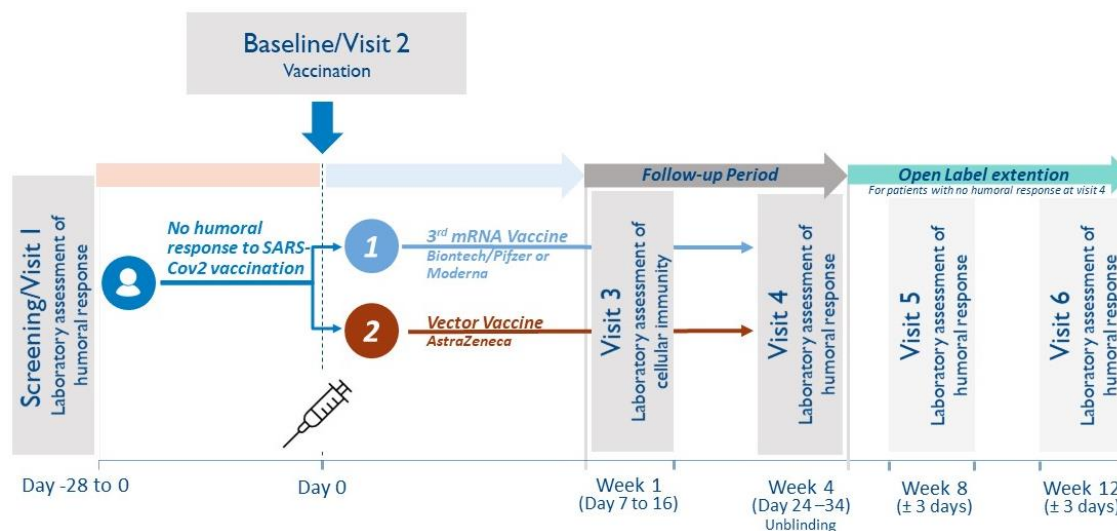 Baseline/Visit 2
Vaccination
Follow-up Period
Open Label extention
For patients with no humoral response at visit 4
Screening/Visit 1
Laboratory assessment of
humoral response
No humoral
response to SARS-
Cov2 vaccination
1
3rd mRNA Vaccine
Biontech/Pifzer or
Moderna
2
Vector Vaccine
AstraZeneca
Visit 3
Laboratory assessment of
cellular immunity
Visit 4
Laboratory assessment of
humoral response
Visit 5
Laboratory assessment of
humoral response
Visit 6
Laboratory assessment of
humoral response
Day -28 to 0
Day 0
Week 1
(Day 7 to 16)
Week 4
(Day 24 –34)
Unblinding
Week 8
(± 3 days)
Week 12
(± 3 days)